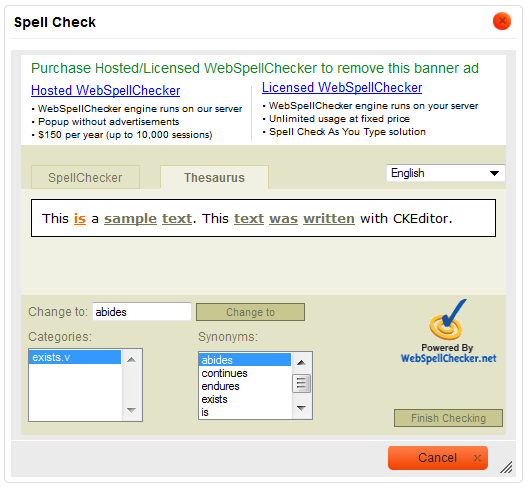 Spell Check
Purchase Hosted/Licensed WebSpellChecker to remove this banner ad
Hosted WebSpellChecker
• WebSpellChecker engine runs on our server
• Popup without advertisements
• $150 per year (up to 10,000 sessions)
Licensed WebSpellChecker
• WebSpellChecker engine runs on your server
• Unlimited usage at fixed price
• Spell Check As You Type solution
SpellChecker
Thesaurus
English
This is a sample text. This text was written with CKEditor.
Change to:
abides
Change to
Categories:
exists.v
Synonyms:
abides
continues
endures
exists
is
Powered By
WebSpellChecker.net
Finish Checking
Cancel